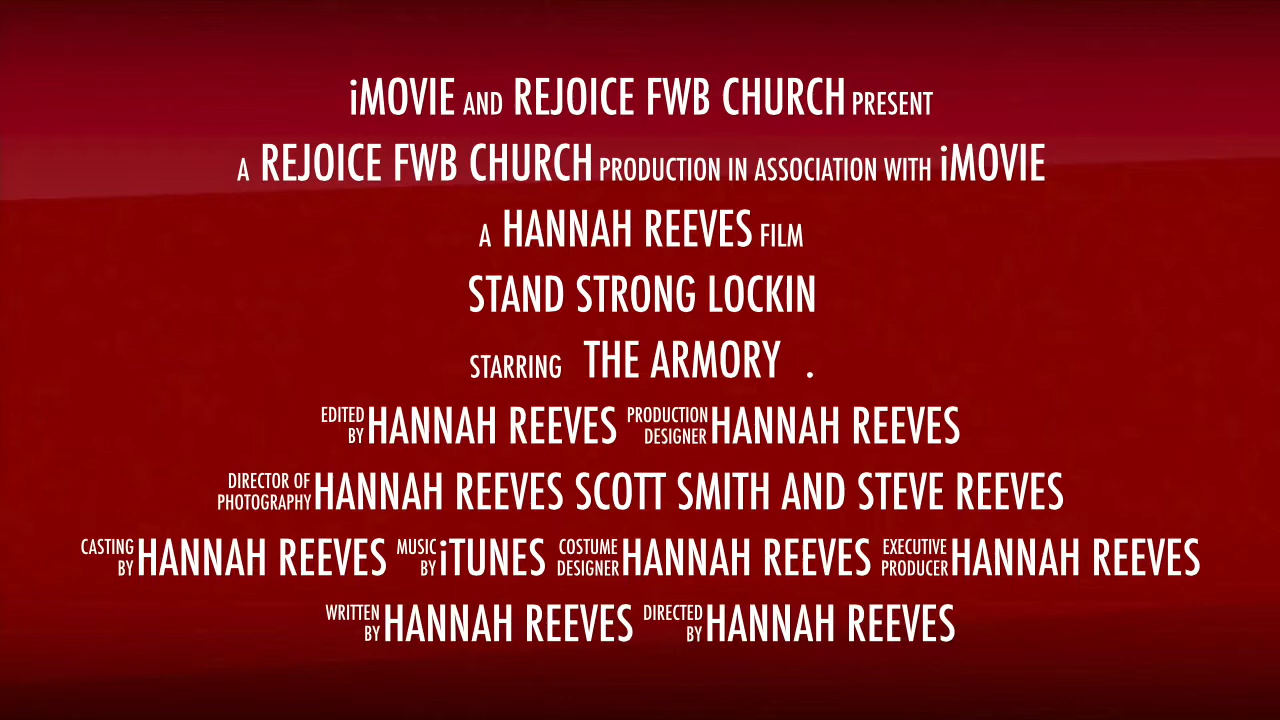 iMOVIE AND REJOICE FWB CHURCH PRESENT
A REJOICE FWB CHURCH PRODUCTION IN ASSOCIATION WITH iMOVIE
A HANNAH REEVES FILM
STAND STRONG LOCKIN
STARRING THE ARMORY .
EDITED BY HANNAH REEVES PRODUCTION DESIGNER HANNAH REEVES
DIRECTOR OF PHOTOGRAPHY HANNAH REEVES SCOTT SMITH AND STEVE REEVES
CASTING BY HANNAH REEVES MUSIC BY iTUNES COSTUME DESIGNER HANNAH REEVES EXECUTIVE PRODUCER HANNAH REEVES
WRITTEN BY HANNAH REEVES DIRECTED BY HANNAH REEVES